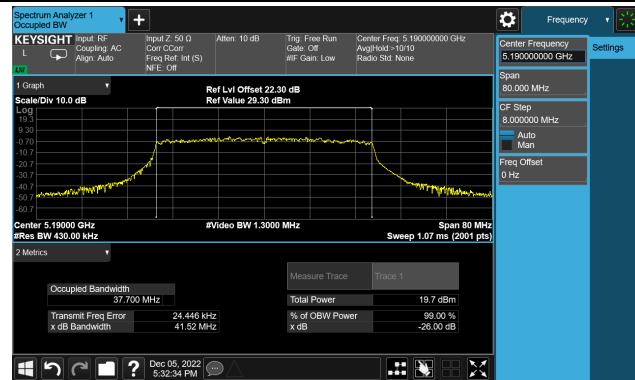 Spectrum Analyzer 1
Occupied BW
Frequency
KEYSIGHT
L
LXI
Input: RF
Coupling: AC
Align: Auto
Input Z: 50 Ω
Corr CCorr
Freq Ref: Int (S)
NFE: Off
Atten: 10 dB
Trig: Free Run
Gate: Off
#IF Gain: Low
Center Freq: 5.190000000 GHz
Avg|Hold:>10/10
Radio Std: None
Center Frequency
5.190000000 GHz
Settings
Span
80.000 MHz
CF Step
8.000000 MHz
Auto
Man
Freq Offset
0 Hz
1 Graph
Scale/Div 10.0 dB
Ref Lvl Offset 22.30 dB
Ref Value 29.30 dBm
Log
19.3
9.30
-0.70
-10.7
-20.7
-30.7
-40.7
-50.7
-60.7
Center 5.19000 GHz
#Res BW 430.00 kHz
#Video BW 1.3000 MHz
Span 80 MHz
Sweep 1.07 ms (2001 pts)
2 Metrics
Measure Trace
Trace 1
Occupied Bandwidth
37.700 MHz
Total Power
19.7 dBm
Transmit Freq Error
24.446 kHz
% of OBW Power
99.00 %
x dB Bandwidth
41.52 MHz
x dB
-26.00 dB
?
Dec 05, 2022
5:32:34 PM